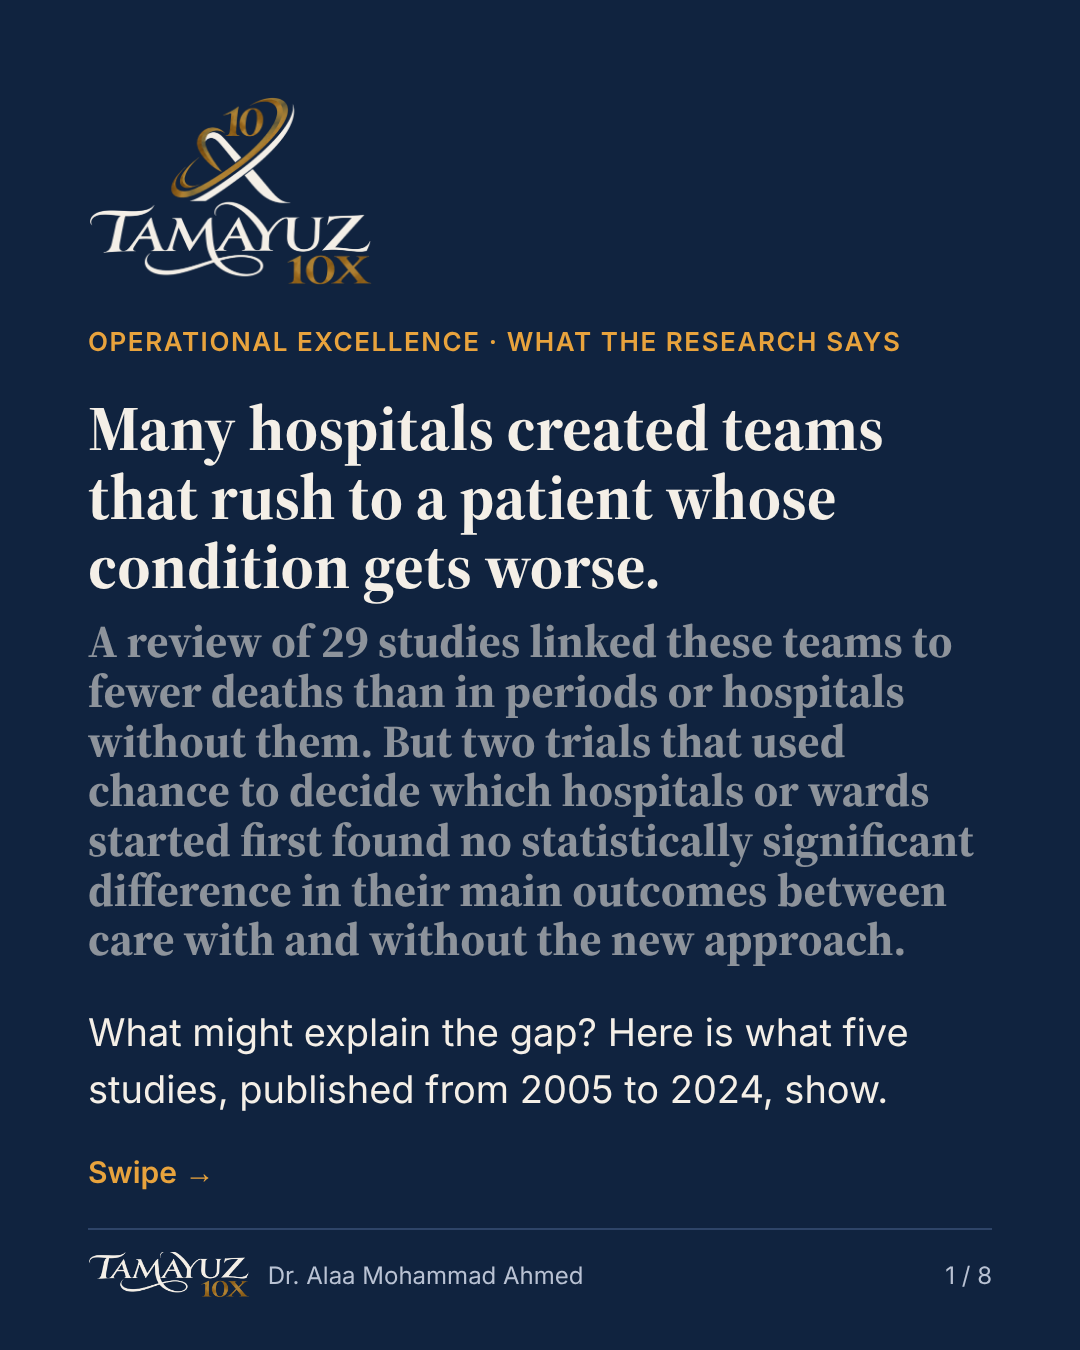 10
TAMAYUZ
10X
OPERATIONAL EXCELLENCE · WHAT THE RESEARCH SAYS
Many hospitals created teams
that rush to a patient whose
condition gets worse.
A review of 29 studies linked these teams to
fewer deaths than in periods or hospitals
without them. But two trials that used
chance to decide which hospitals or wards
started first found no statistically significant
difference in their main outcomes between
care with and without the new approach.
What might explain the gap? Here is what five
studies, published from 2005 to 2024, show.
Swipe →
TAMAYUZ
10X
Dr. Alaa Mohammad Ahmed
1 / 8